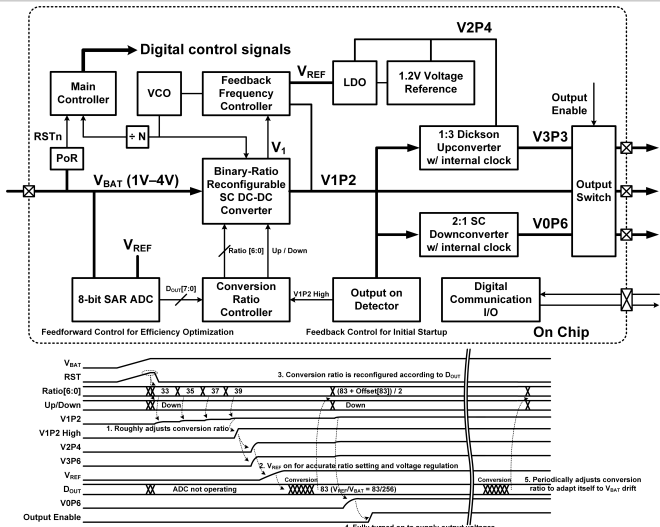 V2P4
Digital control signals
Main
Controller
VCO
Feedback
Frequency
Controller
VREF
LDO
1.2V Voltage
Reference
Output
Enable
RSTn
÷ N
V1
1:3 Dickson
Upconverter
w/ internal clock
V3P3
PoR
VBAT (1V–4V)
Binary-Ratio
Reconfigurable
SC DC-DC
Converter
V1P2
Output
Switch
2:1 SC
Downconverter
w/ internal clock
V0P6
VREF
Ratio [6:0]
Up / Down
8-bit SAR ADC
DOUT[7:0]
Conversion
Ratio
Controller
V1P2 High
Output on
Detector
Digital
Communication
I/O
Feedforward Control for Efficiency Optimization
Feedback Control for Initial Startup
On Chip
VBAT
RST
3. Conversion ratio is reconfigured according to DOUT
Ratio[6:0]
33
35
37
39
(83 + Offset[83]) / 2
Up/Down
Down
Down
V1P2
1. Roughly adjusts conversion ratio
V1P2 High
V2P4
V3P6
2. VREF on for accurate ratio setting and voltage regulation
VREF
Conversion
Conversion
5. Periodically adjusts conversion
ratio to adapt itself to VBAT drift
DOUT
ADC not operating
83 (VREF/VBAT = 83/256)
V0P6
Output Enable
4. Fully turned on to supply output voltages